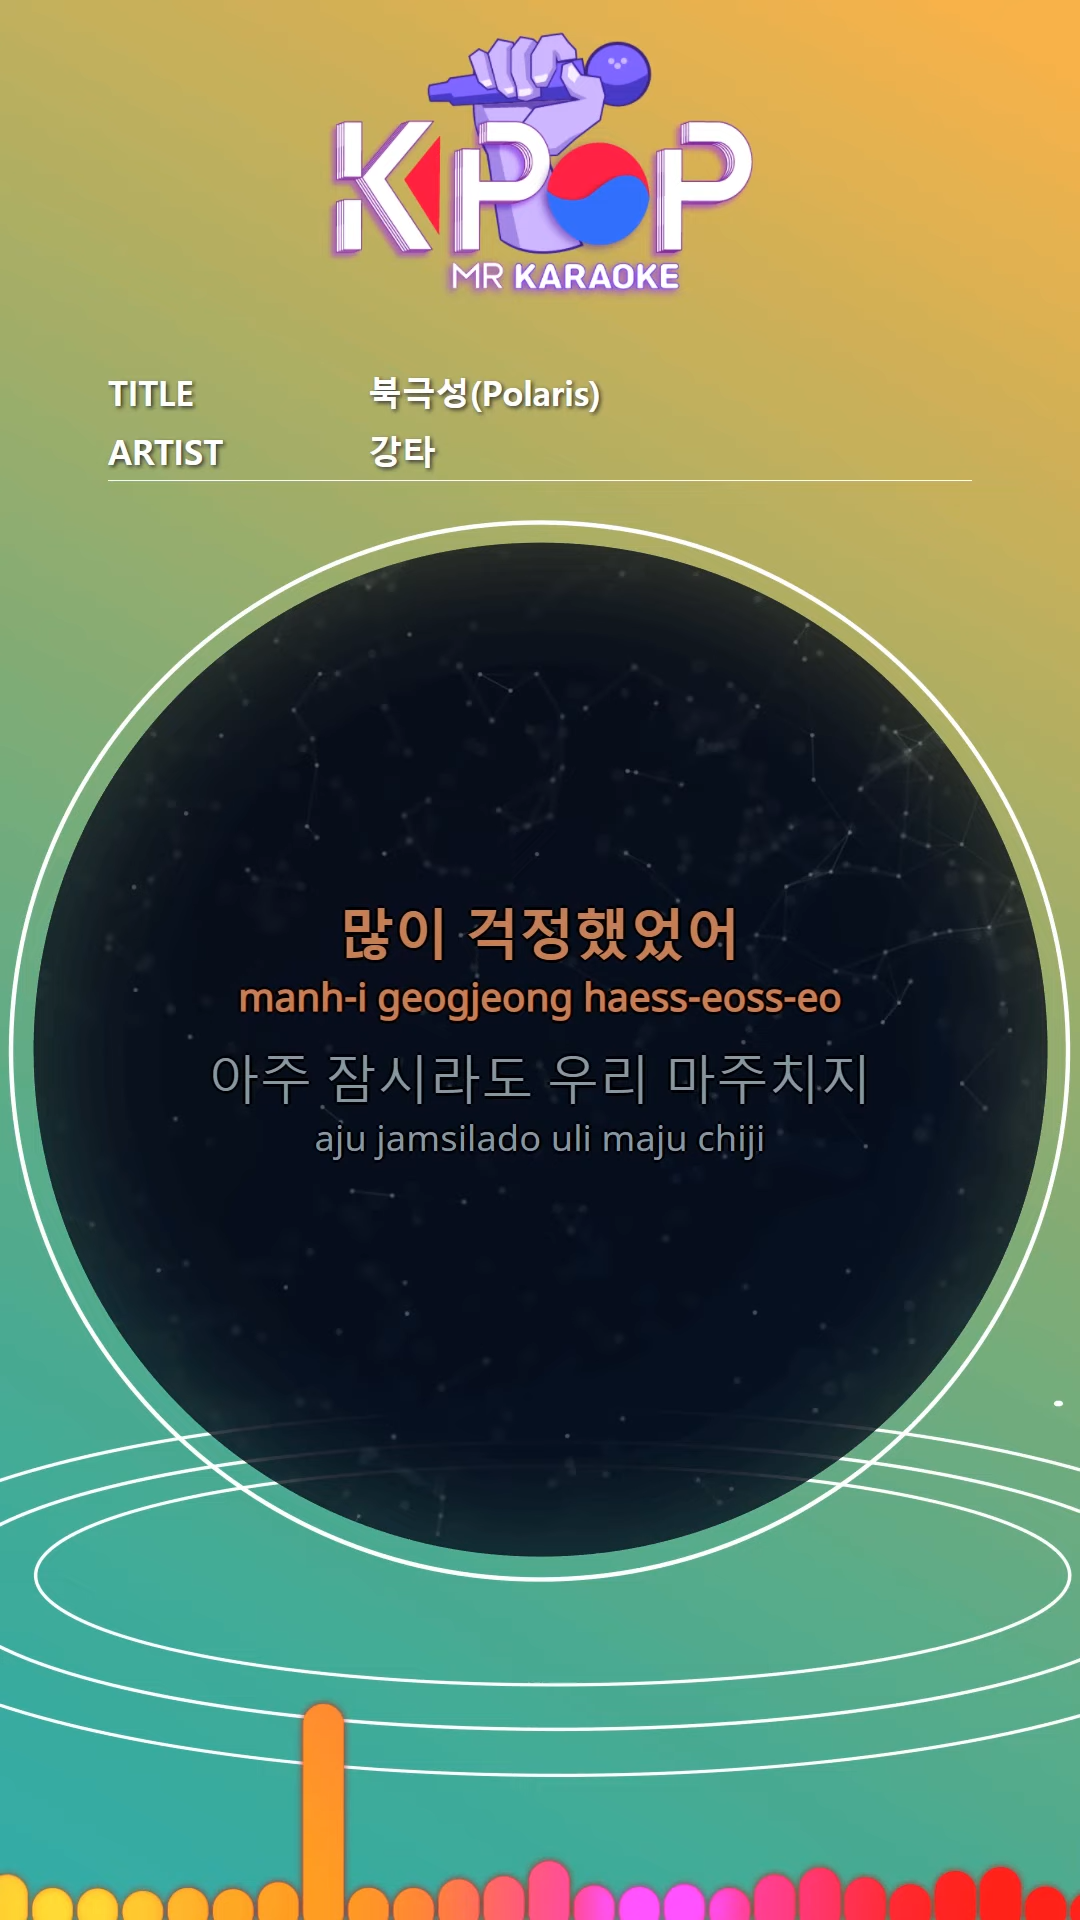 KPOP
MR KARAOKE
TITLE 북극성(Polaris)
ARTIST 강타
많이 걱정했었어
manh-i geogjeong haess-eoss-eo
아주 잠시라도 우리 마주치지
aju jamsilado uli maju chiji